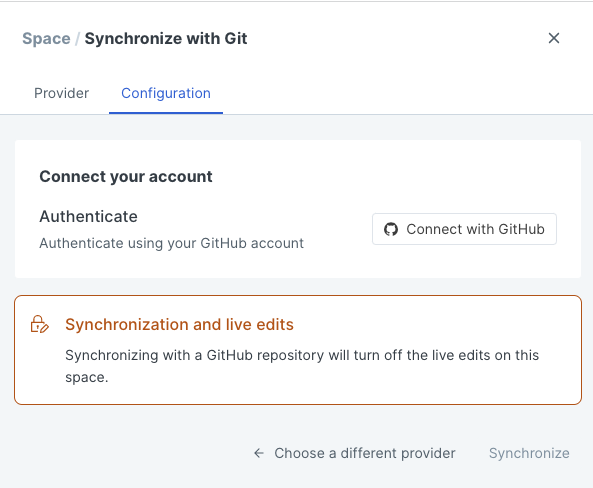 Space / Synchronize with Git
Provider Configuration
Connect your account
Authenticate
Authenticate using your GitHub account
Connect with GitHub
Synchronization and live edits
Synchronizing with a GitHub repository will turn off the live edits on this
space.
Choose a different provider Synchronize